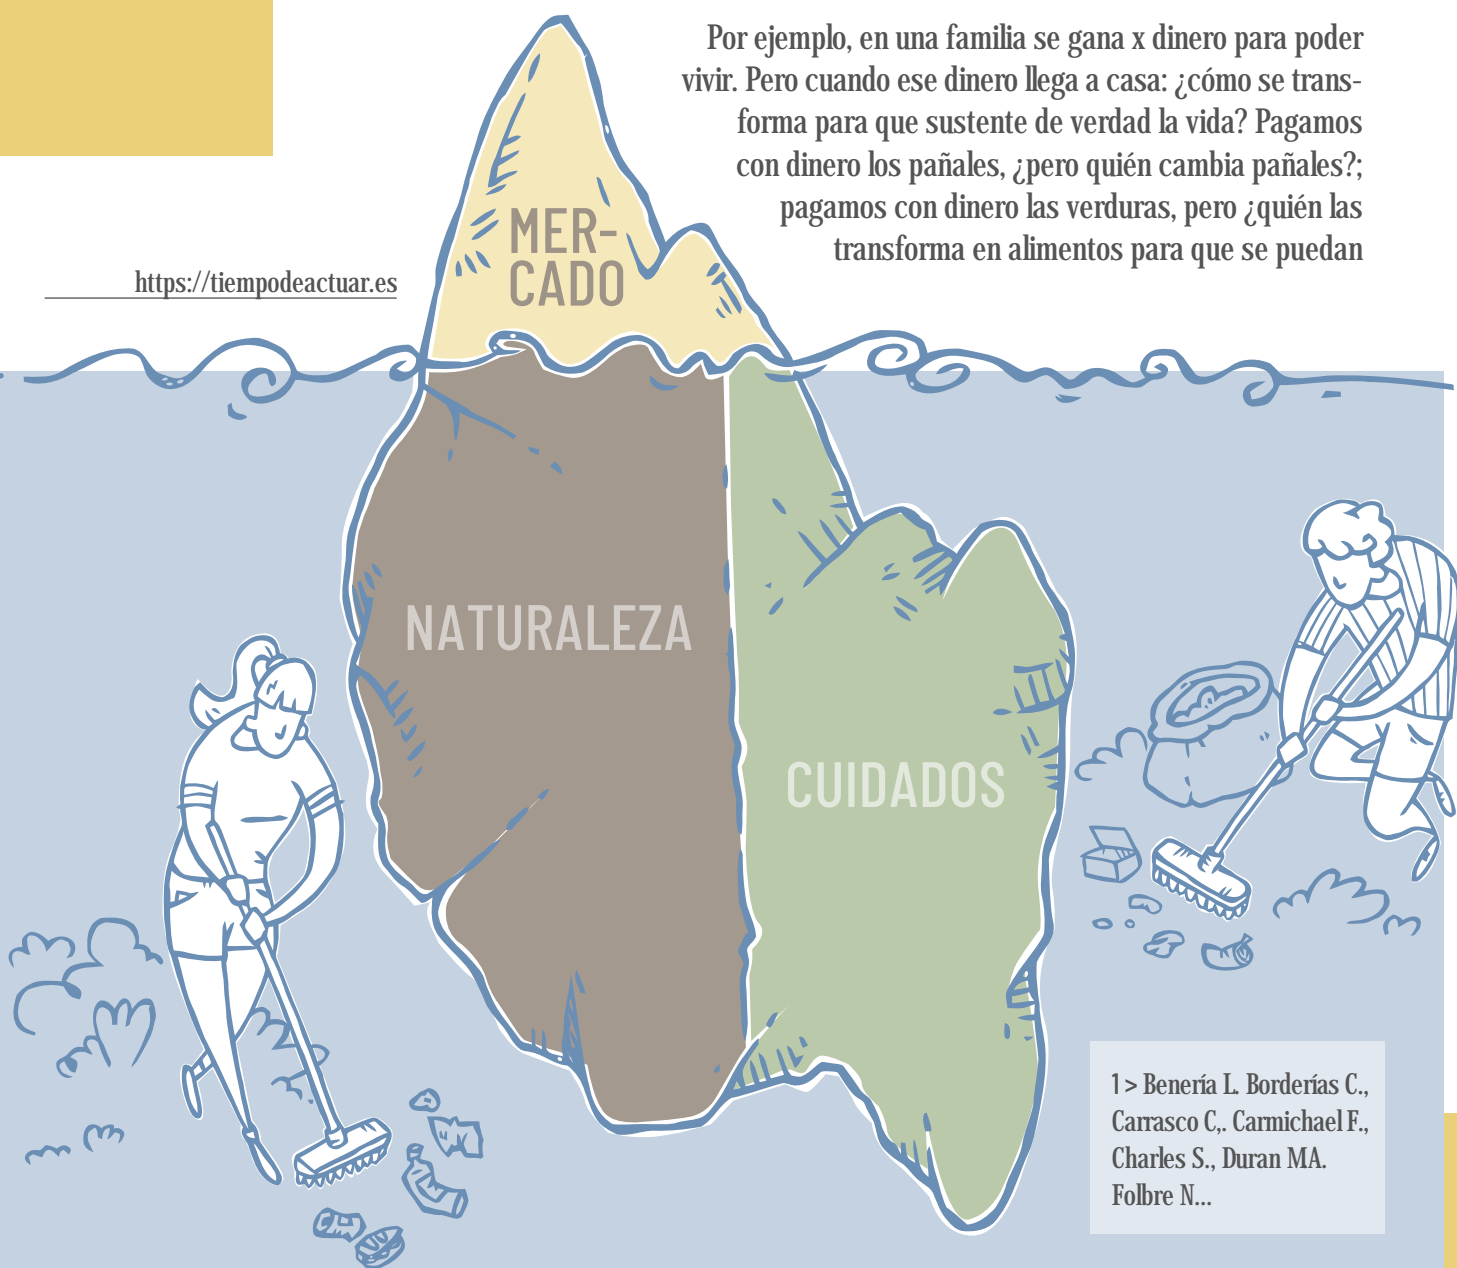 Por ejemplo, en una familia se gana x dinero para poder
vivir. Pero cuando ese dinero llega a casa: ¿cómo se trans-
forma para que sustente de verdad la vida? Pagamos
con dinero los pañales, ¿pero quién cambia pañales?;
pagamos con dinero las verduras, pero ¿quién las
transforma en alimentos para que se puedan
https://tiempodeactuar.es
MER-
CADO
NATURALEZA
CUIDADOS
1 > Benería L. Borderías C.,
Carrasco C,. Carmichael F.,
Charles S., Duran MA.
Folbre N...